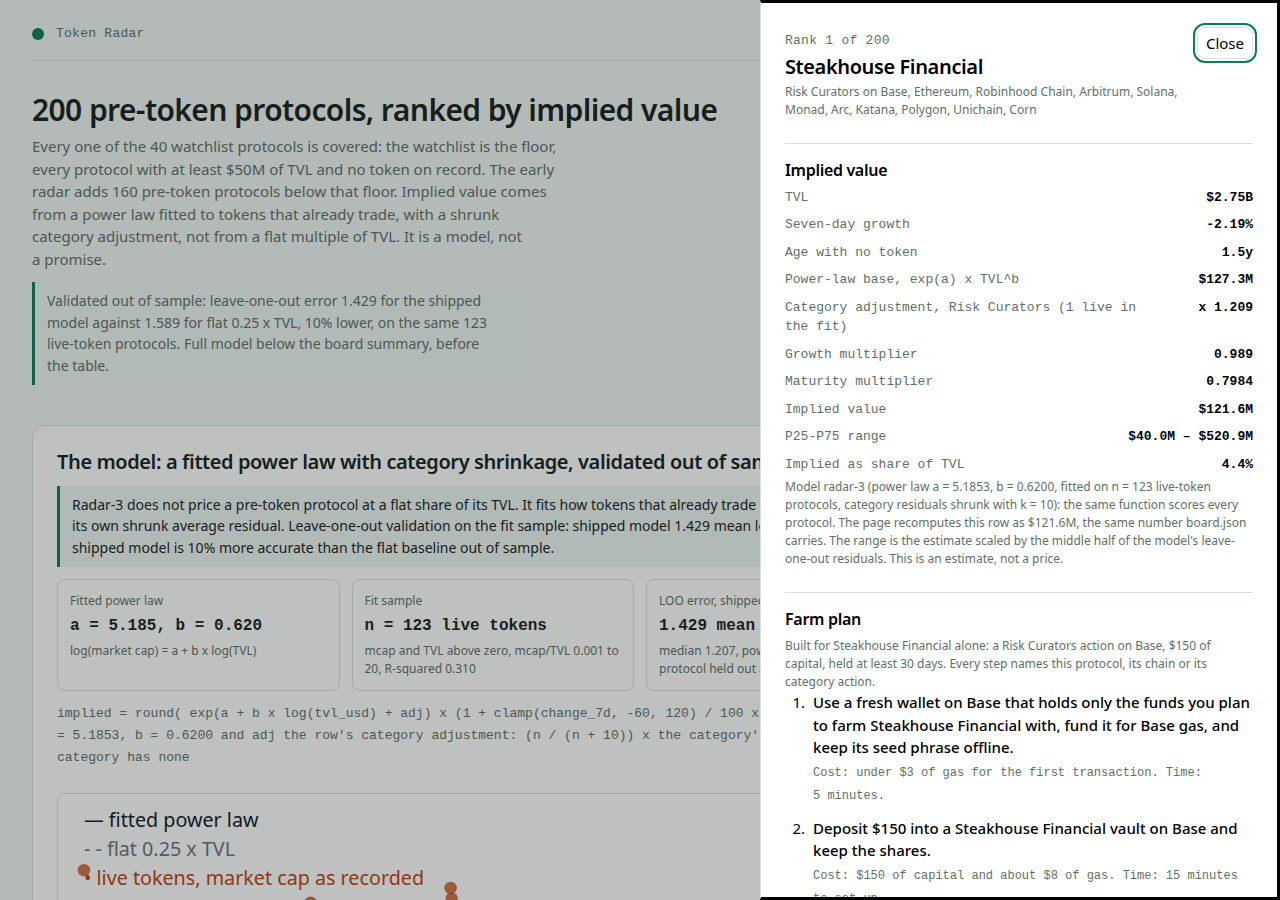 Token Radar
200 pre-token protocols, ranked by implied value
Every one of the 40 watchlist protocols is covered: the watchlist is the floor,
every protocol with at least $50M of TVL and no token on record. The early
radar adds 160 pre-token protocols below that floor. Implied value comes
from a power law fitted to tokens that already trade, with a shrunk
category adjustment, not from a flat multiple of TVL. It is a model, not
a promise.
Validated out of sample: leave-one-out error 1.429 for the shipped
model against 1.589 for flat 0.25 x TVL, 10% lower, on the same 123
live-token protocols. Full model below the board summary, before
the table.
The model: a fitted power law with category shrinkage, validated out of
Radar-3 does not price a pre-token protocol at a flat share of its TVL. It fits how tokens that already trade
its own shrunk average residual. Leave-one-out validation on the fit sample: shipped model 1.429 mean
shipped model is 10% more accurate than the flat baseline out of sample.
Fitted power law
a = 5.185, b = 0.620
log(market cap) = a + b x log(TVL)
Fit sample
n = 123 live tokens
mcap and TVL above zero, mcap/TVL 0.001 to
20, R-squared 0.310
LOO error,
1.429 mean
median 1.207,
protocol held out
implied = round( exp(a + b x log(tvl_usd) + adj) x (1 + clamp(change_7d, -60, 120) / 100 x
= 5.1853, b = 0.6200 and adj the row's category adjustment: (n / (n + 10)) x the category'
category has none
— fitted power law
- - flat 0.25 x TVL
• live tokens, market cap as recorded
Rank 1 of 200
Close
Steakhouse Financial
Risk Curators on Base, Ethereum, Robinhood Chain, Arbitrum, Solana,
Monad, Arc, Katana, Polygon, Unichain, Corn
Implied value
TVL $2.75B
Seven-day growth -2.19%
Age with no token 1.5y
Power-law base, exp(a) x TVL^b $127.3M
Category adjustment, Risk Curators (1 live in x 1.209
the fit)
Growth multiplier 0.989
Maturity multiplier 0.7984
Implied value $121.6M
P25-P75 range $40.0M – $520.9M
Implied as share of TVL 4.4%
Model radar-3 (power law a = 5.1853, b = 0.6200, fitted on n = 123 live-token
protocols, category residuals shrunk with k = 10): the same function scores every
protocol. The page recomputes this row as $121.6M, the same number board.json
carries. The range is the estimate scaled by the middle half of the model's leave-
one-out residuals. This is an estimate, not a price.
Farm plan
Built for Steakhouse Financial alone: a Risk Curators action on Base, $150 of
capital, held at least 30 days. Every step names this protocol, its chain or its
category action.
1. Use a fresh wallet on Base that holds only the funds you plan
to farm Steakhouse Financial with, fund it for Base gas, and
keep its seed phrase offline.
Cost: under $3 of gas for the first transaction. Time:
5 minutes.
2. Deposit $150 into a Steakhouse Financial vault on Base and
keep the shares.
Cost: $150 of capital and about $8 of gas. Time: 15 minutes
to set up